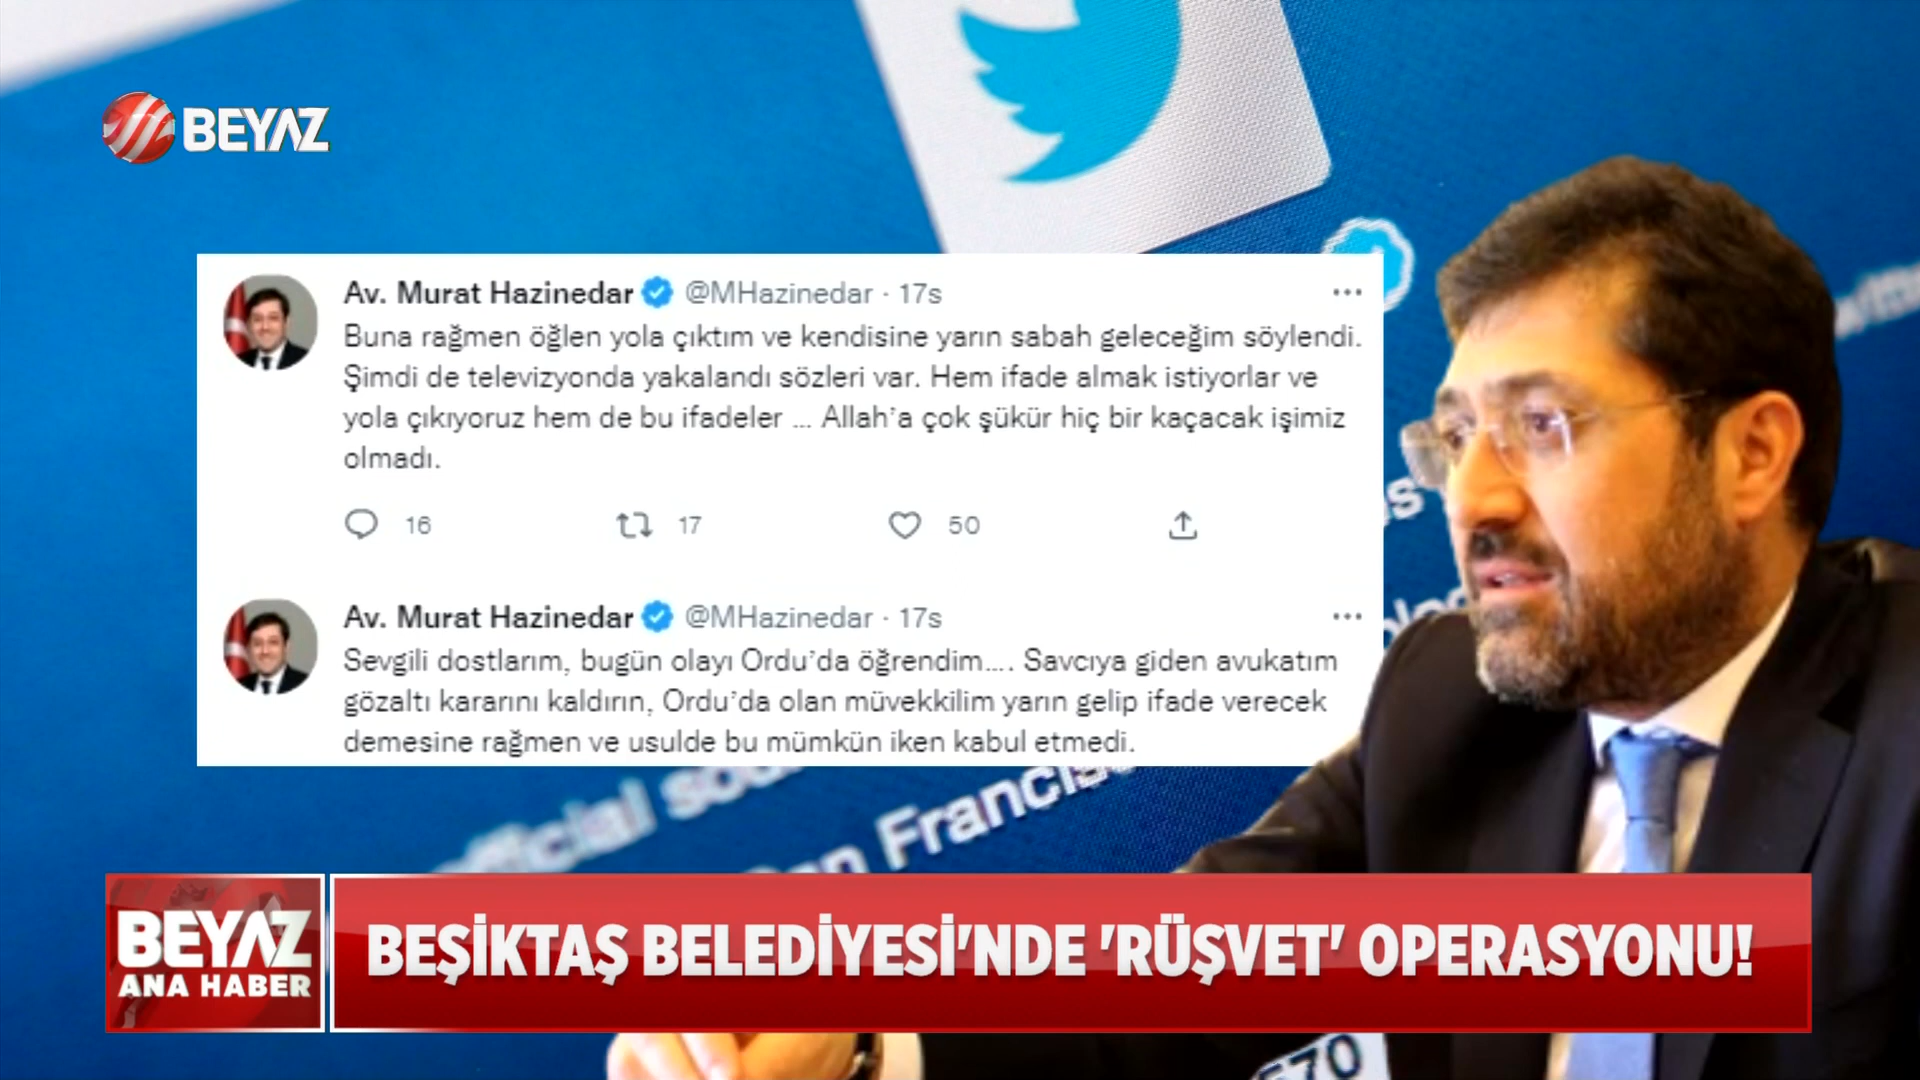 BEYAZ
Av. Murat Hazinedar @MHazinedar · 17s
Buna rağmen öğlen yola çıktım ve kendisine yarın sabah geleceğim söylendi.
Şimdi de televizyonda yakalandı sözleri var. Hem ifade almak istiyorlar ve
yola çıkıyoruz hem de bu ifadeler ... Allah'a çok şükür hiç bir kaçacak işimiz
olmadı.
16 17 50
Av. Murat Hazinedar @MHazinedar · 17s
Sevgili dostlarım, bugün olayı Ordu'da öğrendim.... Savcıya giden avukatım
gözaltı kararını kaldırın, Ordu'da olan müvekkilim yarın gelip ifade verecek
demesine rağmen ve usulde bu mümkün iken kabul etmedi.
Francis
BEYAZ
ANA HABER
BEŞİKTAŞ BELEDİYESİ'NDE 'RÜŞVET' OPERASYONU!
570